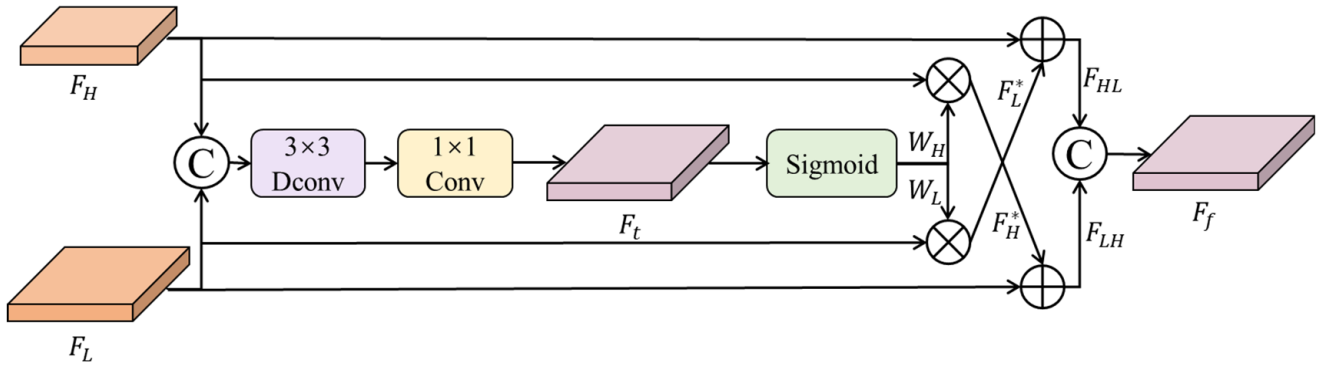 F_H
C
3×3
Dconv
1×1
Conv
F_t
Sigmoid
W_H
W_L
F_L^*
F_H^*
F_HL
C
F_LH
F_f
F_L